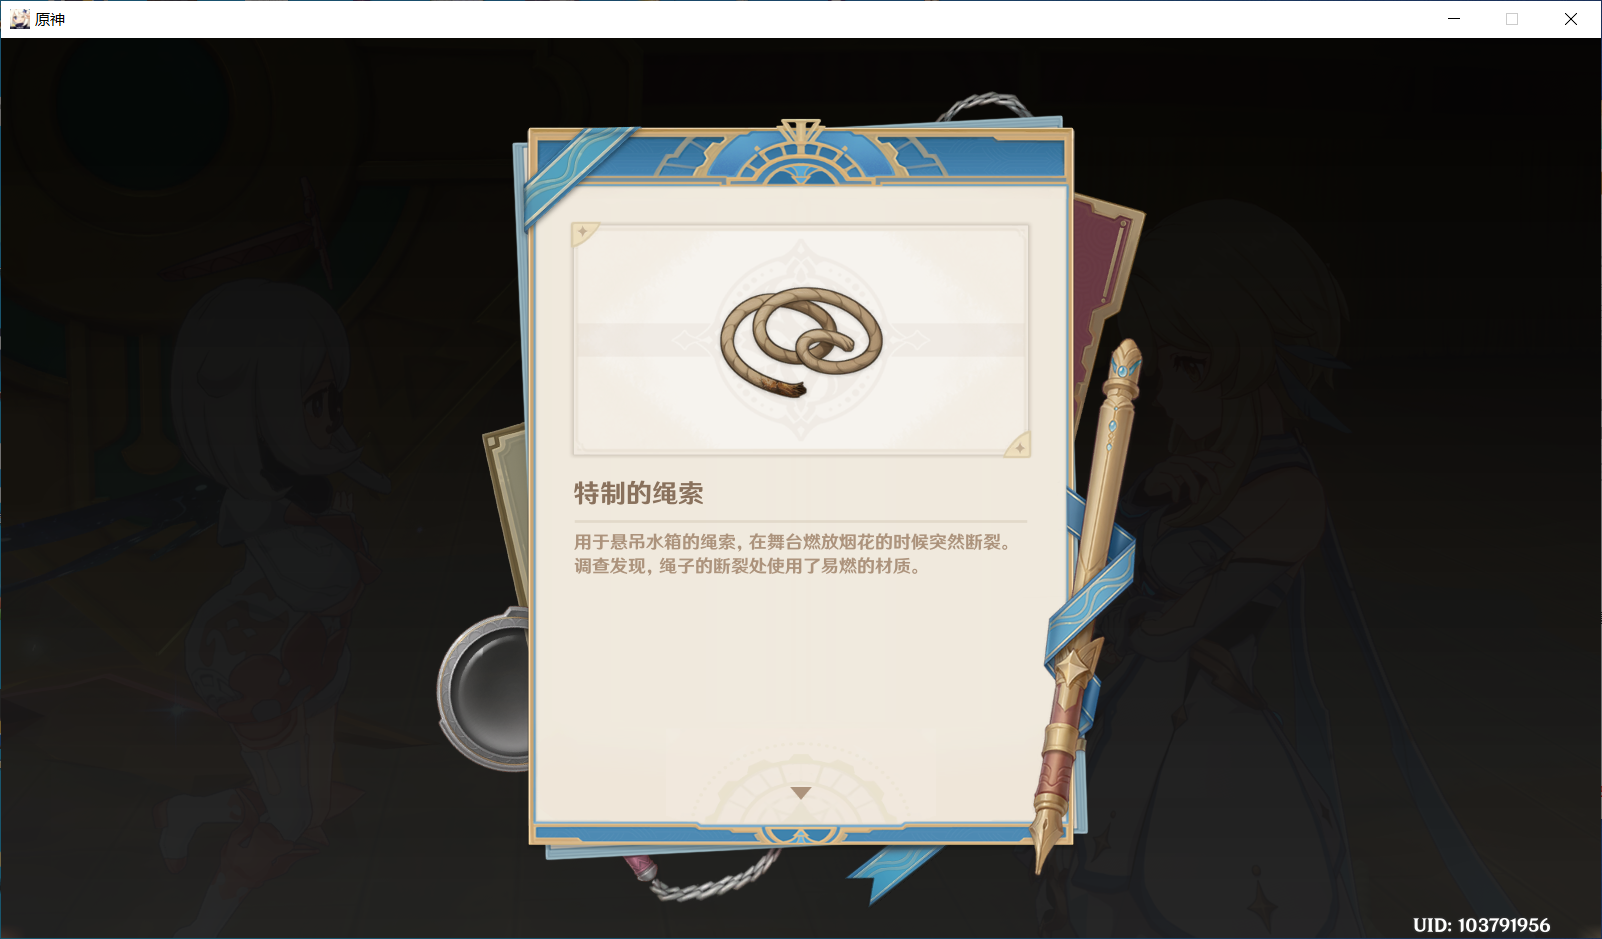 原神
特制的绳索
用于悬吊水箱的绳索，在舞台燃放烟花的时候突然断裂。
调查发现，绳子的断裂处使用了易燃的材质。
UID: 103791956